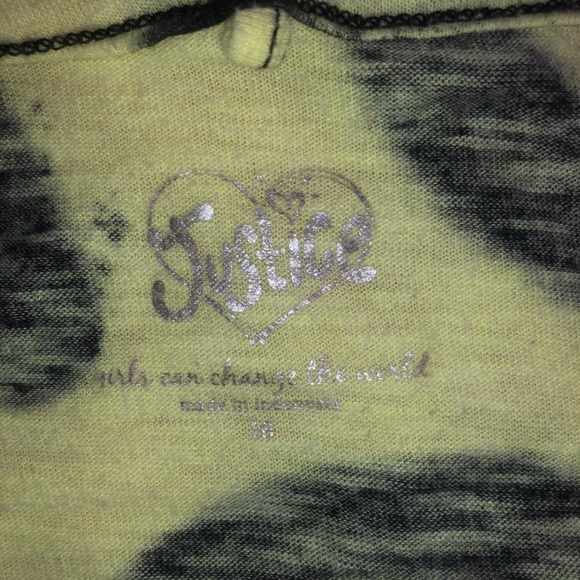 Justice
girls can change the world
made in Indonesia